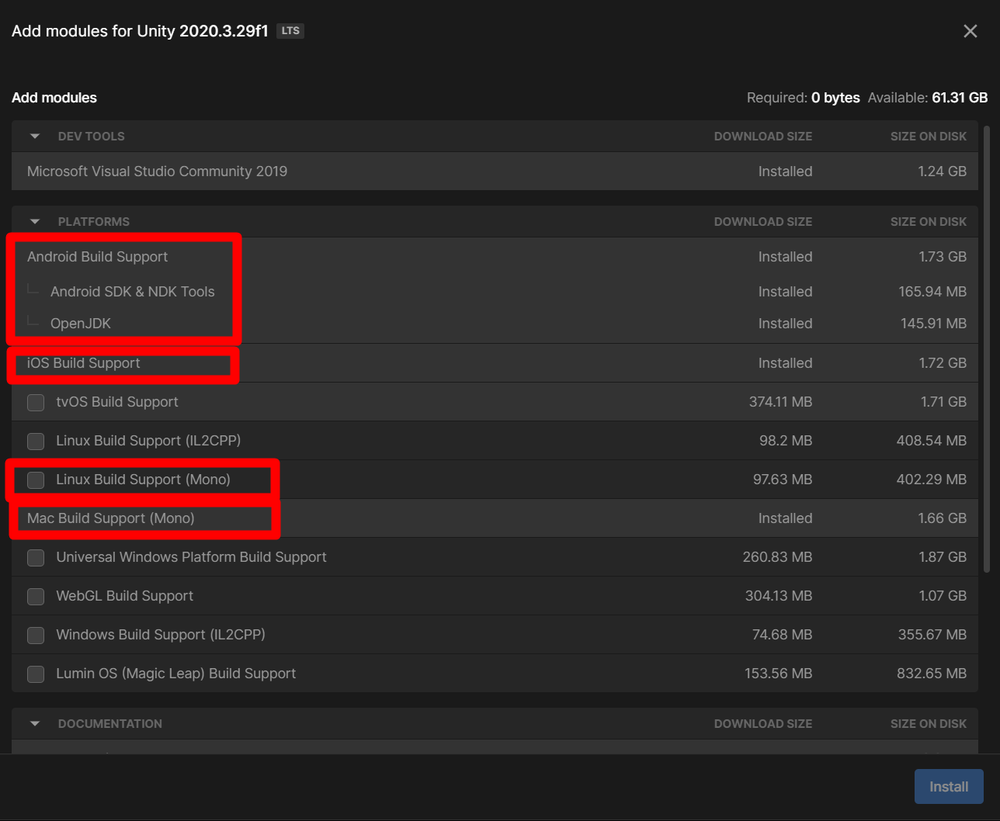 Add modules for Unity 2020.3.29f1 LTS
Add modules Required: 0 bytes Available: 61.31 GB
DEV TOOLS DOWNLOAD SIZE SIZE ON DISK
Microsoft Visual Studio Community 2019 Installed 1.24 GB
PLATFORMS DOWNLOAD SIZE SIZE ON DISK
Android Build Support Installed 1.73 GB
Android SDK & NDK Tools Installed 165.94 MB
OpenJDK Installed 145.91 MB
iOS Build Support Installed 1.72 GB
tvOS Build Support 374.11 MB 1.71 GB
Linux Build Support (IL2CPP) 98.2 MB 408.54 MB
Linux Build Support (Mono) 97.63 MB 402.29 MB
Mac Build Support (Mono) Installed 1.66 GB
Universal Windows Platform Build Support 260.83 MB 1.87 GB
WebGL Build Support 304.13 MB 1.07 GB
Windows Build Support (IL2CPP) 74.68 MB 355.67 MB
Lumin OS (Magic Leap) Build Support 153.56 MB 832.65 MB
DOCUMENTATION DOWNLOAD SIZE SIZE ON DISK
Install